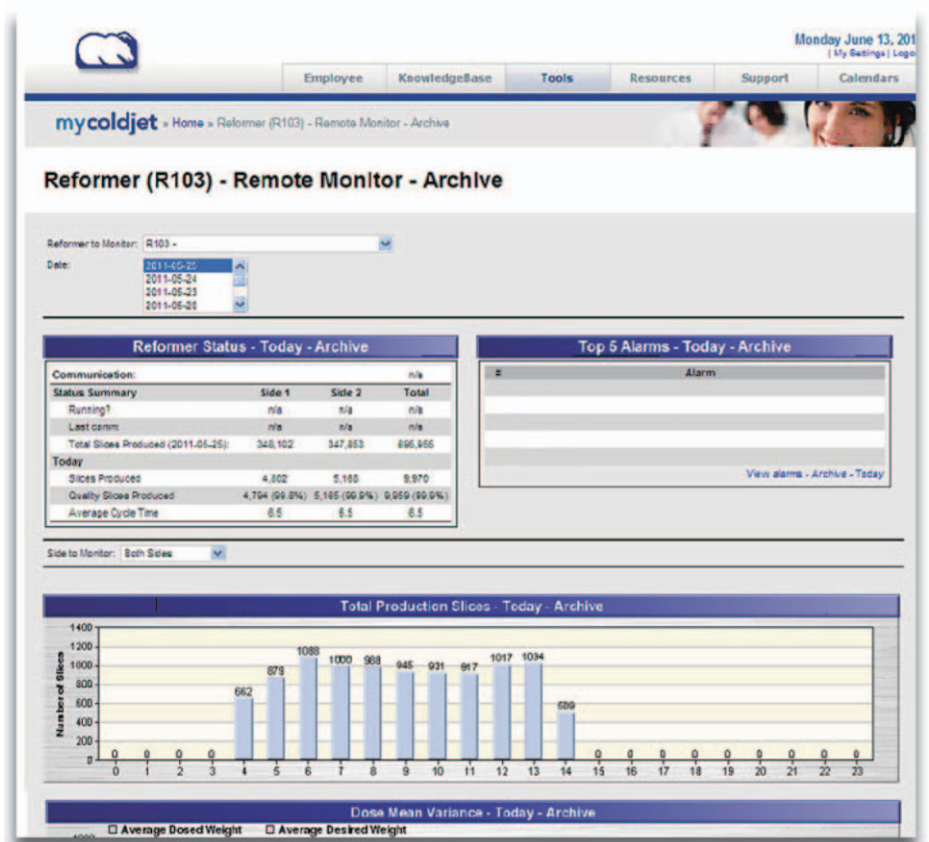 Monday June 13, 201
| My Settings | Logo
Employee KnowledgeBase Tools Resources Support Calendars
mycoldjet » Home » Reformer (R103) - Remote Monitor - Archive
Reformer (R103) - Remote Monitor - Archive
Reformer to Monitor: R103 -
Date: 2011-05-25
2011-05-24
2011-05-23
2011-05-20
Reformer Status - Today - Archive
Communication: n/a
Status Summary Side 1 Side 2 Total
Running? n/a n/a n/a
Last comm: n/a n/a n/a
Total Slices Produced (2011-05-25): 348,102 347,853 695,955
Today
Slices Produced 4,802 5,168 9,970
Quality Slices Produced 4,794 (99.8%) 5,165 (99.9%) 9,959 (99.9%)
Average Cycle Time 6.5 6.5 6.5
Top 5 Alarms - Today - Archive
# Alarm
View alarms - Archive - Today
Side to Monitor: Both Sides
Total Production Slices - Today - Archive
Number of Slices
1400
1200
1000
800
600
400
200
0
0 0 0 0 662 879 1088 1000 988 945 931 917 1017 1034 509 0 0 0 0 0 0 0 0 0
0 1 2 3 4 5 6 7 8 9 10 11 12 13 14 15 16 17 18 19 20 21 22 23
Dose Mean Variance - Today - Archive
Average Dosed Weight Average Desired Weight